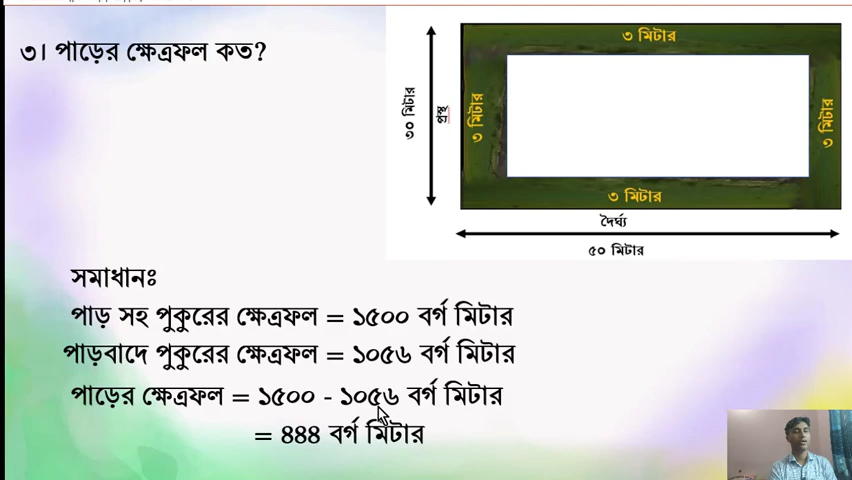 ৩। পাড়ের ক্ষেত্রফল কত?
৩ মিটার
৩০ মিটার
প্রস্থ
৩ মিটার
৩ মিটার
৩ মিটার
দৈর্ঘ্য
৫০ মিটার
সমাধানঃ
পাড় সহ পুকুরের ক্ষেত্রফল = ১৫০০ বর্গ মিটার
পাড়বাদে পুকুরের ক্ষেত্রফল = ১০৫৬ বর্গ মিটার
পাড়ের ক্ষেত্রফল = ১৫০০ - ১০৫৬ বর্গ মিটার
= 888 বর্গ মিটার